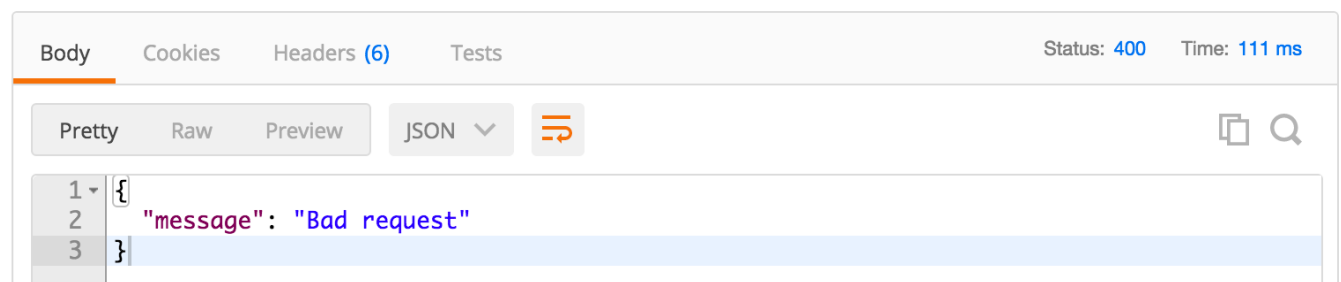 Body Cookies Headers (6) Tests Status: 400 Time: 111 ms
Pretty Raw Preview JSON
1 {
2 "message": "Bad request"
3 }